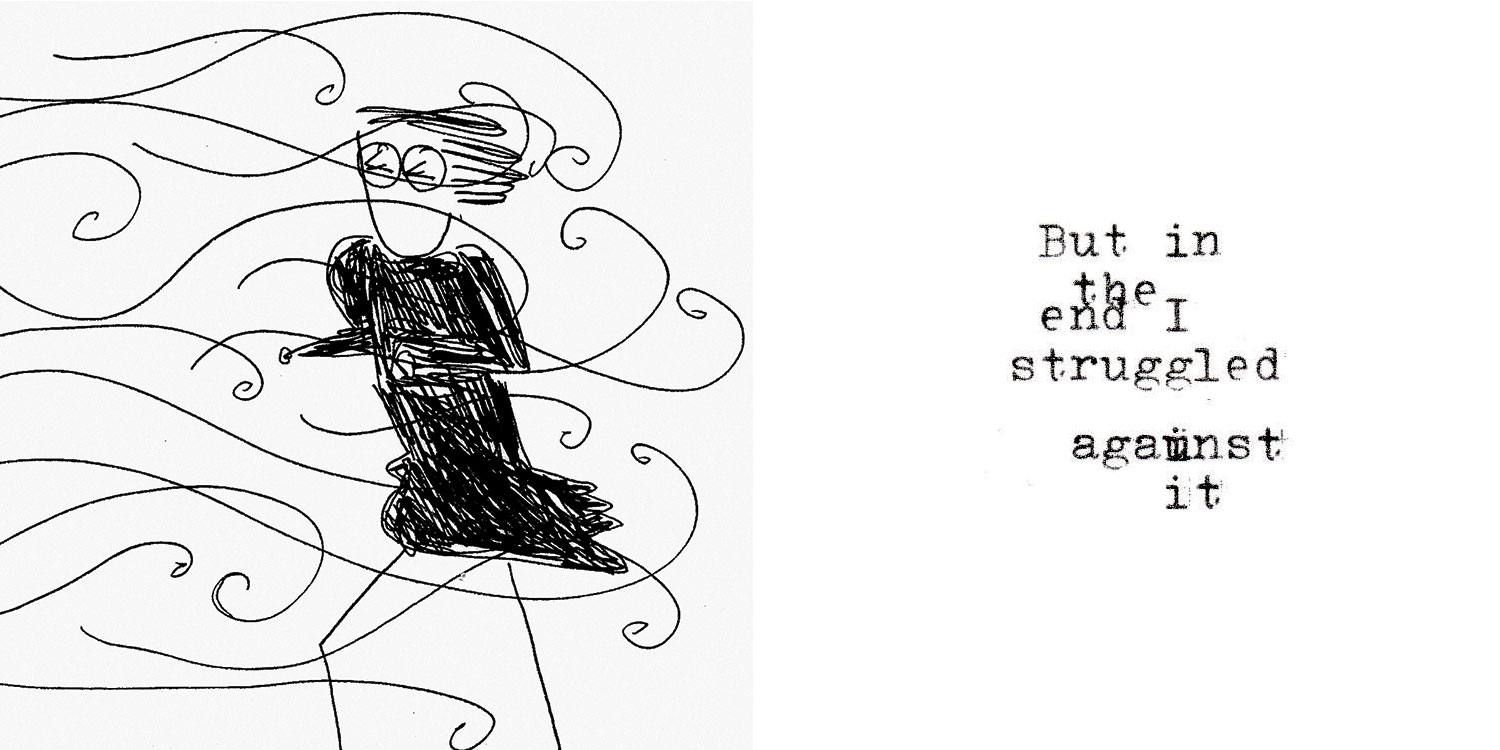 But in
the
end I
struggled
against
it